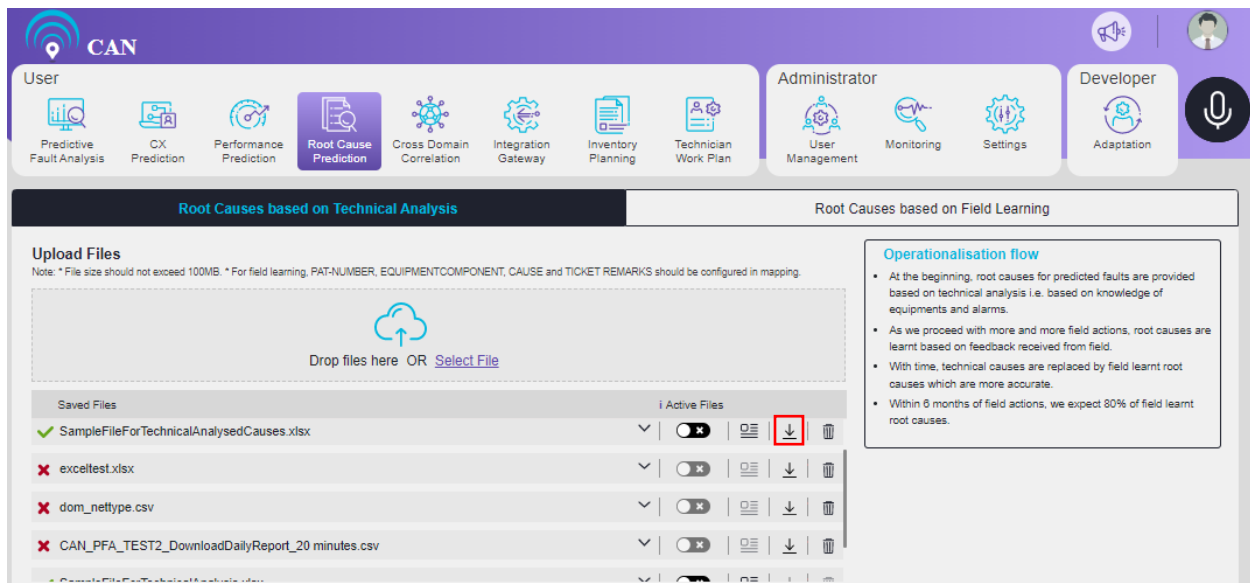 CAN
User
Administrator
Developer
Predictive
Fault Analysis
CX
Prediction
Performance
Prediction
Root Cause
Prediction
Cross Domain
Correlation
Integration
Gateway
Inventory
Planning
Technician
Work Plan
User
Management
Monitoring
Settings
Adaptation
Root Causes based on Technical Analysis
Root Causes based on Field Learning
Upload Files
Note: * File size should not exceed 100MB. * For field learning, PAT-NUMBER, EQUIPMENTCOMPONENT, CAUSE and TICKET REMARKS should be configured in mapping.
Drop files here OR Select File
Saved Files
i Active Files
SampleFileForTechnicalAnalysedCauses.xlsx
exceltest.xlsx
dom_nettype.csv
CAN_PFA_TEST2_DownloadDailyReport_20 minutes.csv
Operationalisation flow
At the beginning, root causes for predicted faults are provided
based on technical analysis i.e. based on knowledge of
equipments and alarms.
As we proceed with more and more field actions, root causes are
learnt based on feedback received from field.
With time, technical causes are replaced by field learnt root
causes which are more accurate.
Within 6 months of field actions, we expect 80% of field learnt
root causes.